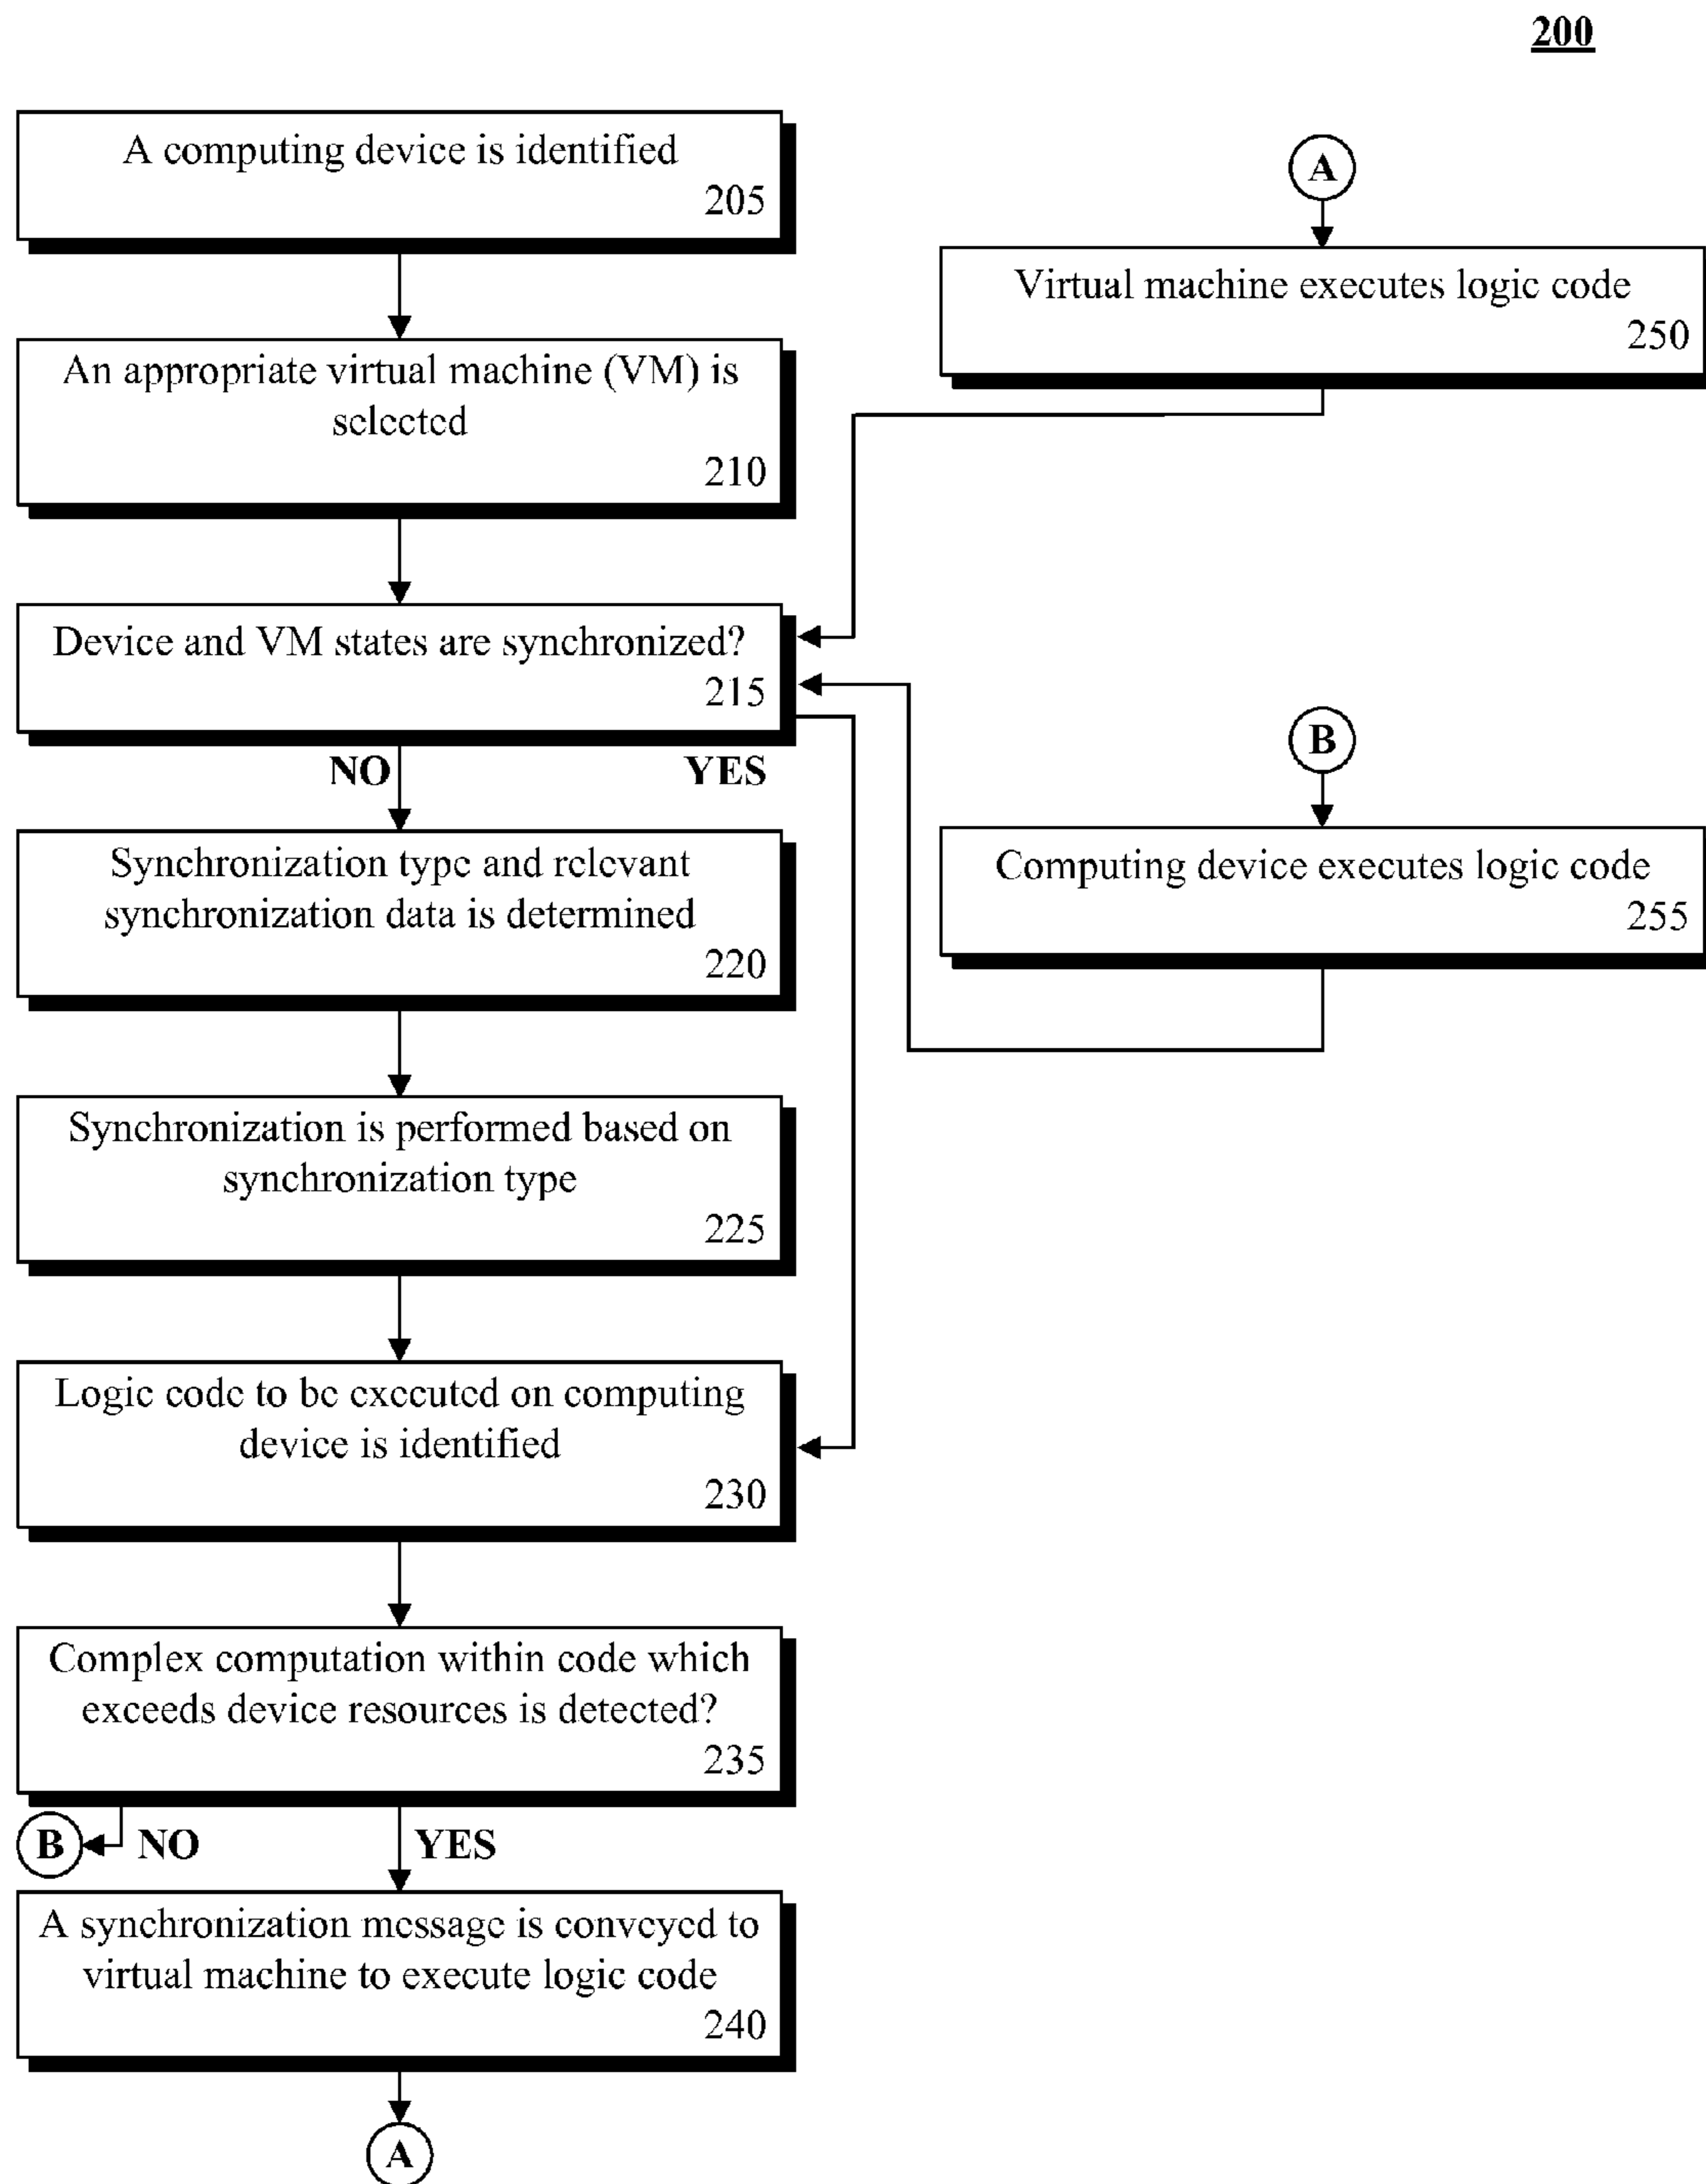 200
A computing device is identified
205
An appropriate virtual machine (VM) is
selected
210
Device and VM states are synchronized?
215
NO
YES
Synchronization type and relevant
synchronization data is determined
220
Synchronization is performed based on
synchronization type
225
Logic code to be executed on computing
device is identified
230
Complex computation within code which
exceeds device resources is detected?
235
B
NO
YES
A synchronization message is conveyed to
virtual machine to execute logic code
240
A
A
Virtual machine executes logic code
250
B
Computing device executes logic code
255